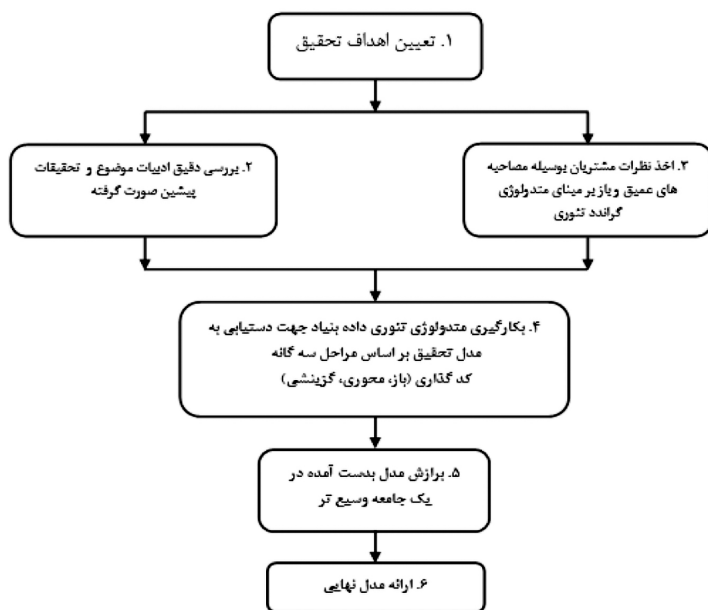 ۱. تعیین اهداف تحقیق
۲. بررسی دقیق ادبیات موضوع و تحقیقات
پیشین صورت گرفته
۳. اخذ نظرات مشتریان بوسیله مصاحبه
های عمیق و باز بر مبنای متدولوژی
گراندد تئوری
۴. بکارگیری متدولوژی تئوری داده بنیاد جهت دستیابی به
مدل تحقیق بر اساس مراحل سه گانه
کد گذاری (باز، محوری، گزینشی)
۵. برازش مدل بدست آمده در
یک جامعه وسیع تر
۶. ارائه مدل نهایی